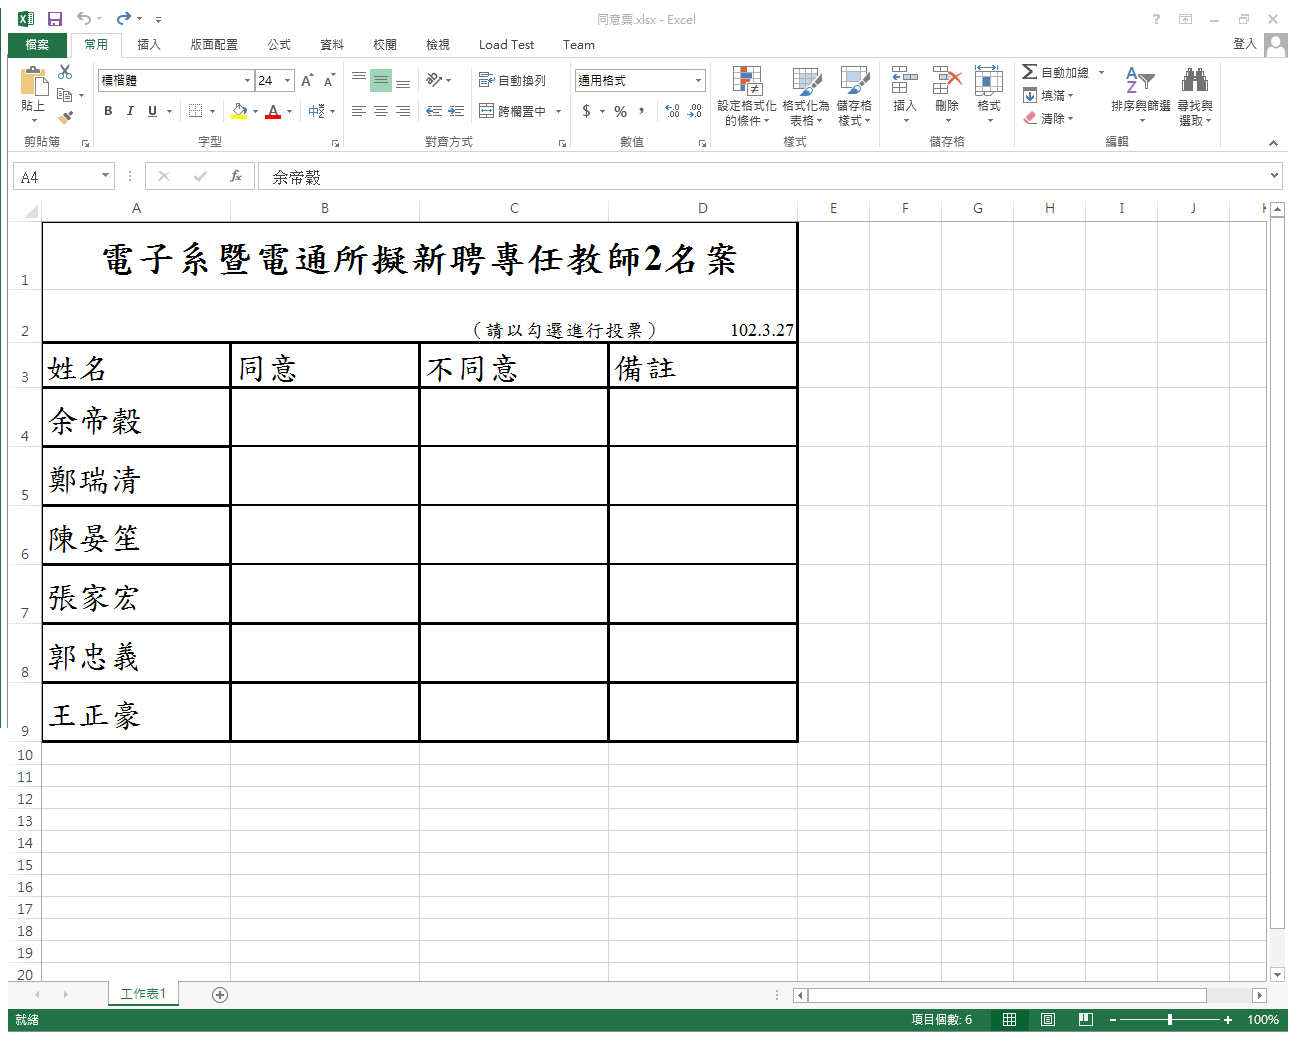 同意票.xlsx - Excel
檔案 常用 插入 版面配置 公式 資料 校閱 檢視 Load Test Team 登入
標楷體 24 自動換列 通用格式 自動加總
貼上 填滿
B I U 跨欄置中 $ % 設定格式化的條件 格式化為表格 儲存格樣式 插入 刪除 格式 清除 排序與篩選 尋找與選取
剪貼簿 字型 對齊方式 數值 樣式 儲存格 編輯
A4 fx 余帝穀
A B C D E F G H I J
1 電子系暨電通所擬新聘專任教師2名案
2 （請以勾選進行投票） 102.3.27
3 姓名 同意 不同意 備註
4 余帝穀
5 鄭瑞清
6 陳晏笙
7 張家宏
8 郭忠義
9 王正豪
10
11
12
13
14
15
16
17
18
19
20
工作表1
就緒 項目個數: 6 100%